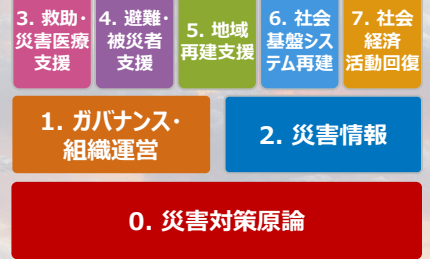 3. 救助・
災害医療
支援
4. 避難・
被災者
支援
5. 地域
再建支援
6. 社会
基盤シス
テム再建
7. 社会
経済
活動回復
1. ガバナンス・
組織運営
2. 災害情報
0. 災害対策原論